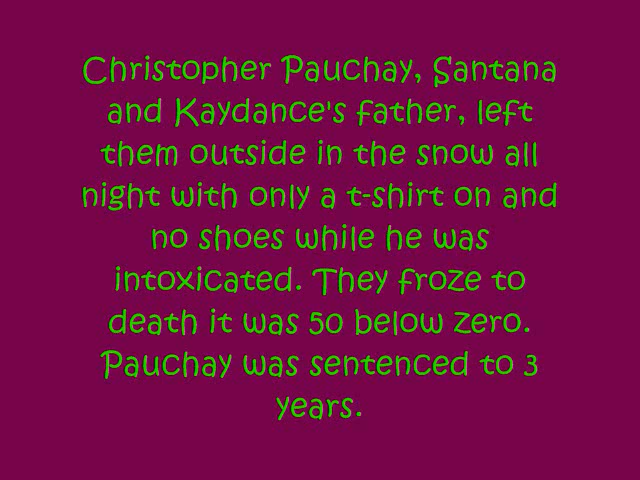 Christopher Pauchay, Santana
and Kaydance's father, left
them outside in the snow all
night with only a t-shirt on and
no shoes while he was
intoxicated. They froze to
death it was 50 below zero.
Pauchay was sentenced to 3
years.